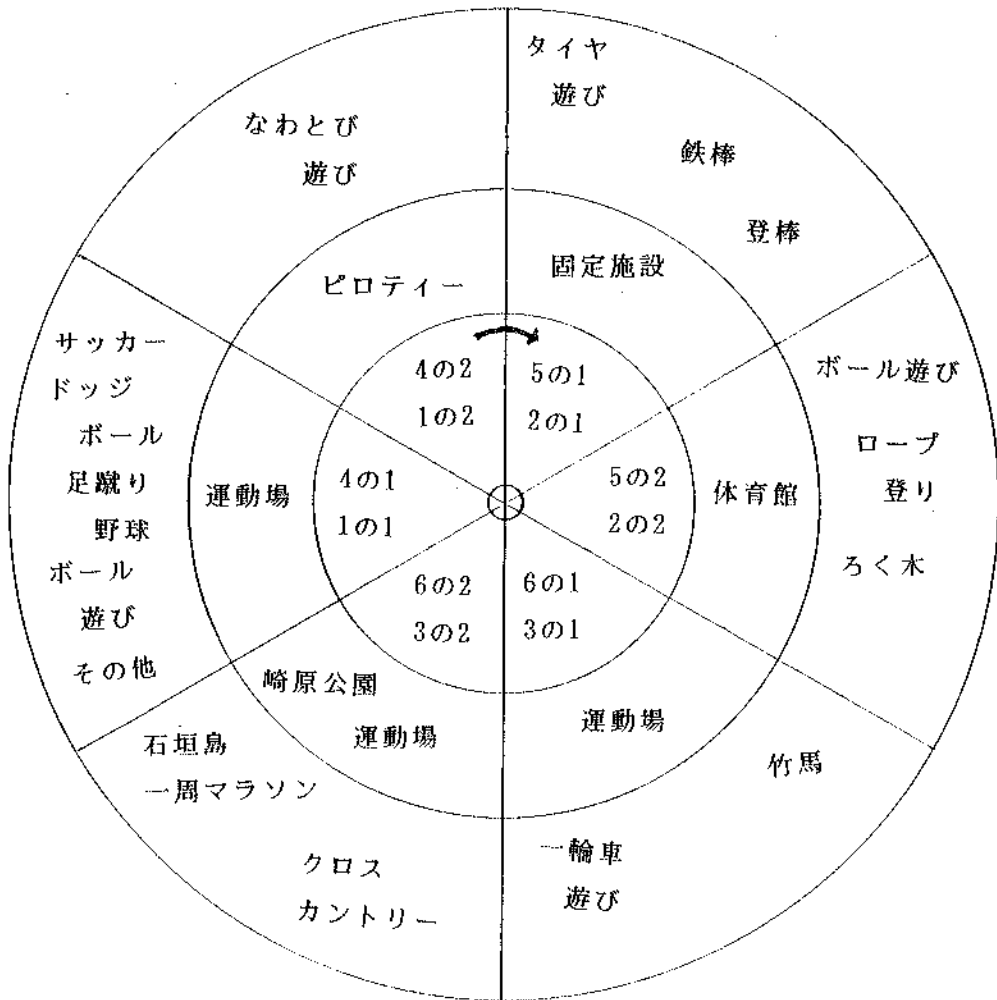 タイヤ
遊び
鉄棒
登棒
固定施設
5の1
2の1
ボール遊び
ロープ
登り
ろく木
体育館
5の2
2の2
竹馬
一輪車
遊び
運動場
6の1
3の1
石垣島
一周マラソン
クロス
カントリー
崎原公園
運動場
6の2
3の2
サッカー
ドッジ
ボール
足蹴り
野球
ボール
遊び
その他
運動場
4の1
1の1
なわとび
遊び
ピロティー
4の2
1の2